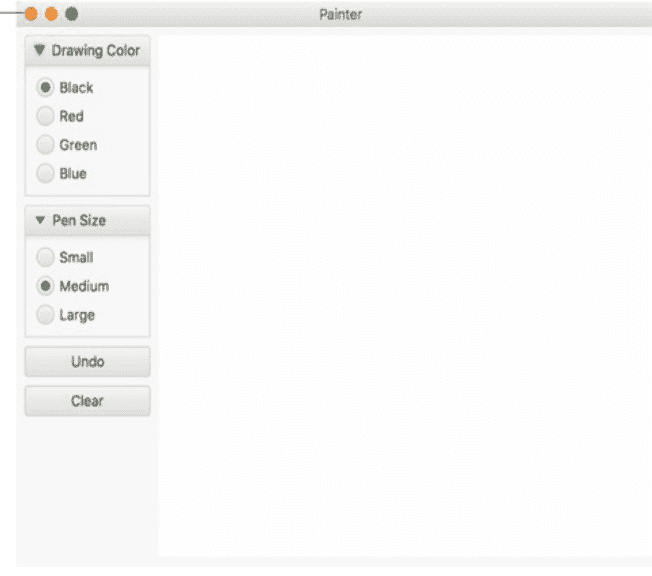 Painter
Drawing Color
Black
Red
Green
Blue
Pen Size
Small
Medium
Large
Undo
Clear